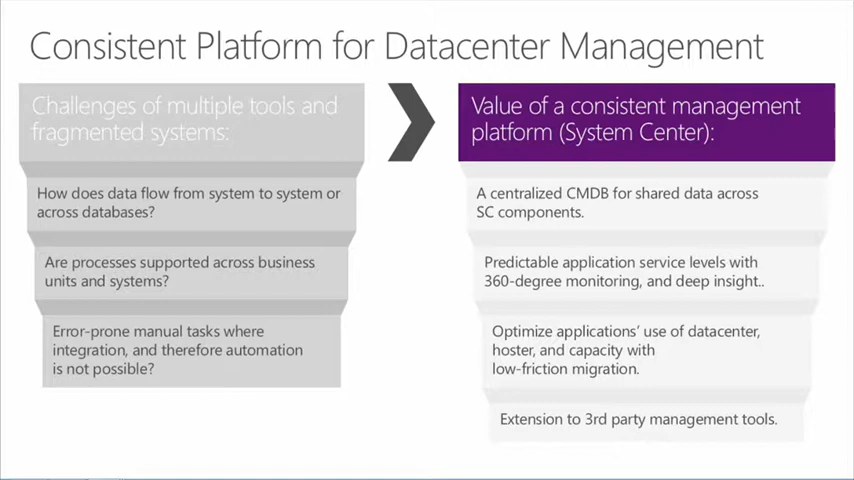 Consistent Platform for Datacenter Management
Challenges of multiple tools and
fragmented systems:
How does data flow from system to system or
across databases?
Are processes supported across business
units and systems?
Error-prone manual tasks where
integration, and therefore automation
is not possible?
Value of a consistent management
platform (System Center):
A centralized CMDB for shared data across
SC components.
Predictable application service levels with
360-degree monitoring, and deep insight..
Optimize applications' use of datacenter,
hoster, and capacity with
low-friction migration.
Extension to 3rd party management tools.